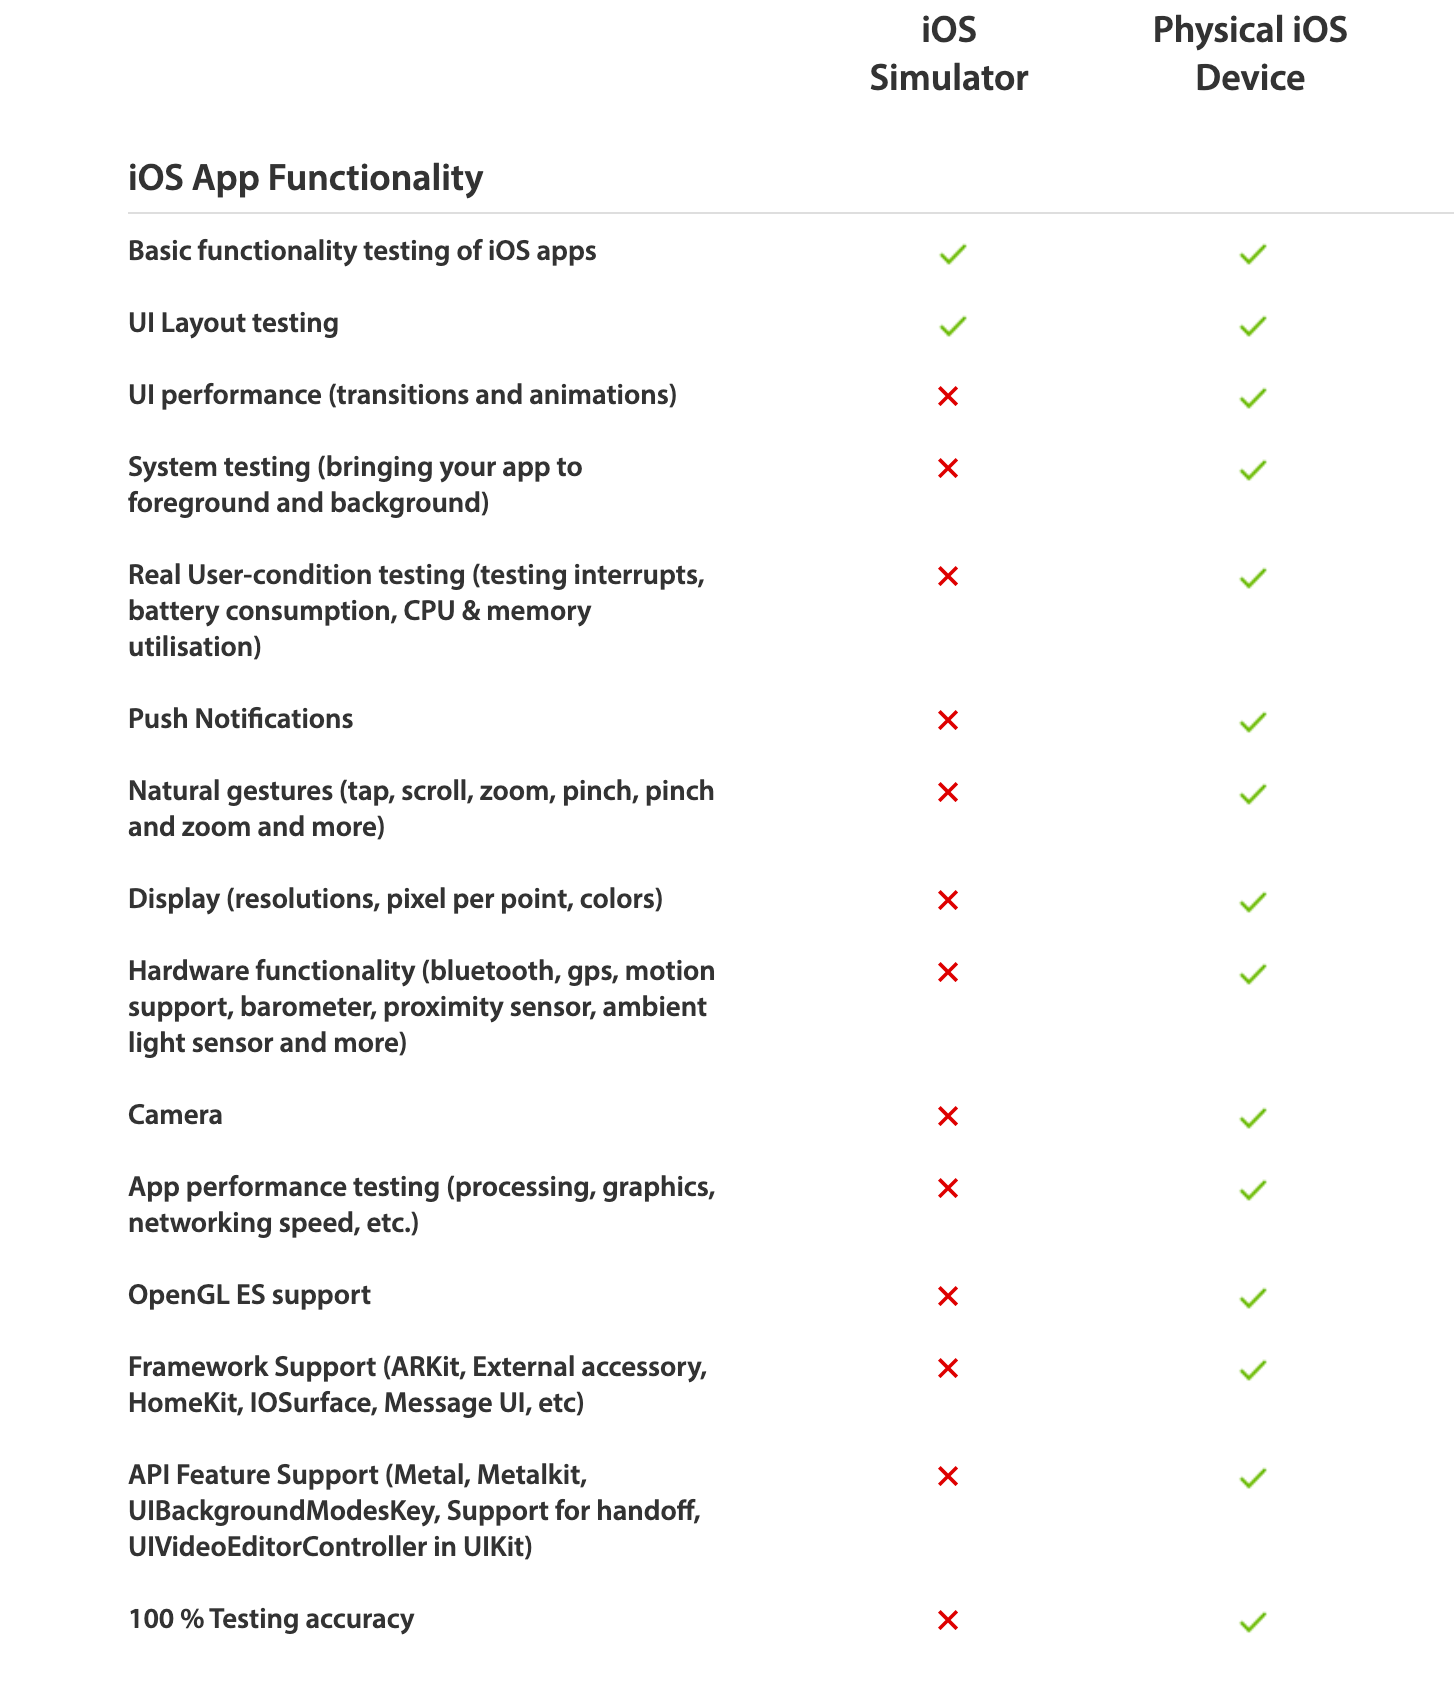 iOS
Simulator
Physical iOS
Device
iOS App Functionality
Basic functionality testing of iOS apps
UI Layout testing
UI performance (transitions and animations)
System testing (bringing your app to
foreground and background)
Real User-condition testing (testing interrupts,
battery consumption, CPU & memory
utilisation)
Push Notifications
Natural gestures (tap, scroll, zoom, pinch, pinch
and zoom and more)
Display (resolutions, pixel per point, colors)
Hardware functionality (bluetooth, gps, motion
support, barometer, proximity sensor, ambient
light sensor and more)
Camera
App performance testing (processing, graphics,
networking speed, etc.)
OpenGL ES support
Framework Support (ARKit, External accessory,
HomeKit, IOSurface, Message UI, etc)
API Feature Support (Metal, Metalkit,
UIBackgroundModesKey, Support for handoff,
UIVideoEditorController in UIKit)
100 % Testing accuracy